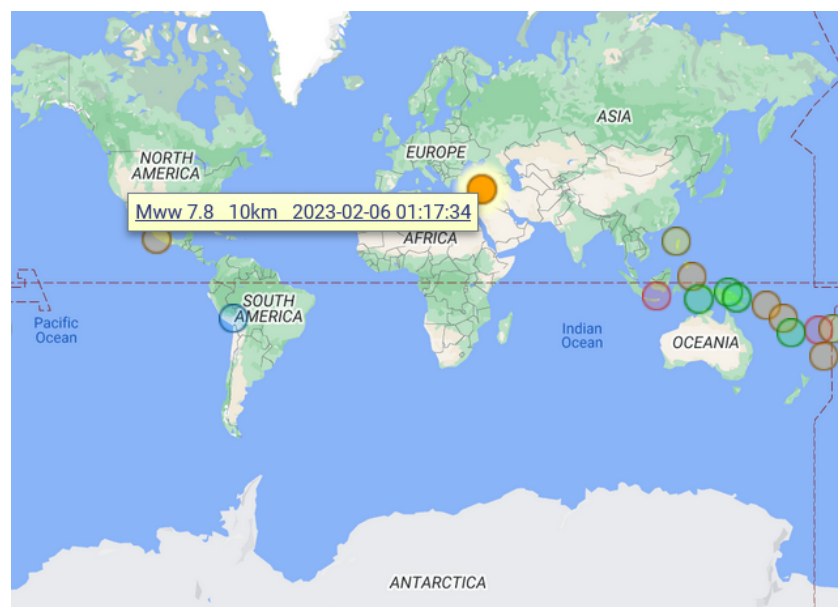 ASIA
EUROPE
NORTH
AMERICA
Mww 7.8 10km 2023-02-06 01:17:34
AFRICA
SOUTH
AMERICA
Pacific
Ocean
Indian
Ocean
OCEANIA
ANTARCTICA